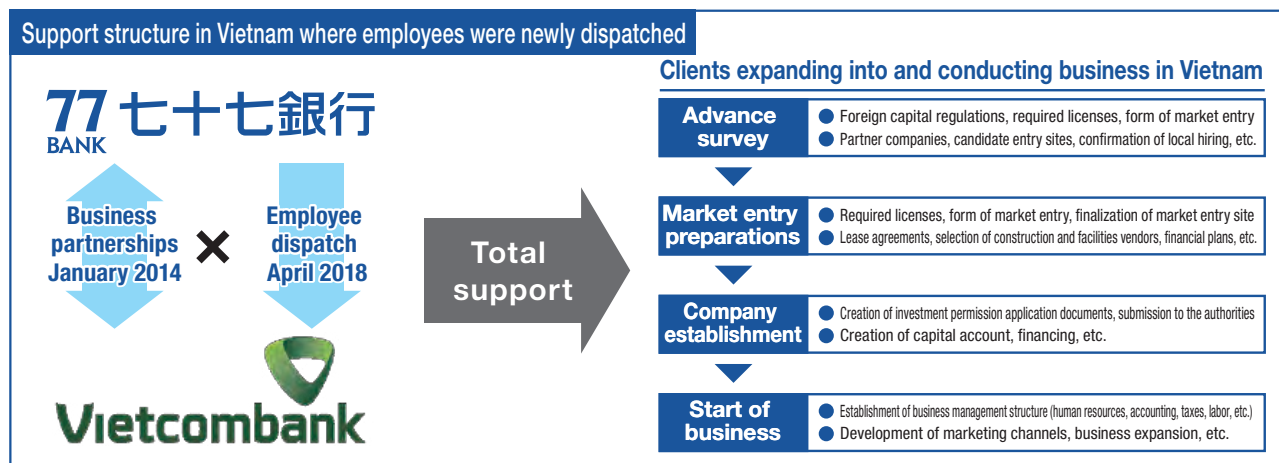 Support structure in Vietnam where employees were newly dispatched
77 BANK 七十七銀行
Business
partnerships
January 2014
×
Employee
dispatch
April 2018
Vietcombank
Total
support
Clients expanding into and conducting business in Vietnam
Advance
survey
● Foreign capital regulations, required licenses, form of market entry
● Partner companies, candidate entry sites, confirmation of local hiring, etc.
Market entry
preparations
● Required licenses, form of market entry, finalization of market entry site
● Lease agreements, selection of construction and facilities vendors, financial plans, etc.
Company
establishment
● Creation of investment permission application documents, submission to the authorities
● Creation of capital account, financing, etc.
Start of
business
● Establishment of business management structure (human resources, accounting, taxes, labor, etc.)
● Development of marketing channels, business expansion, etc.